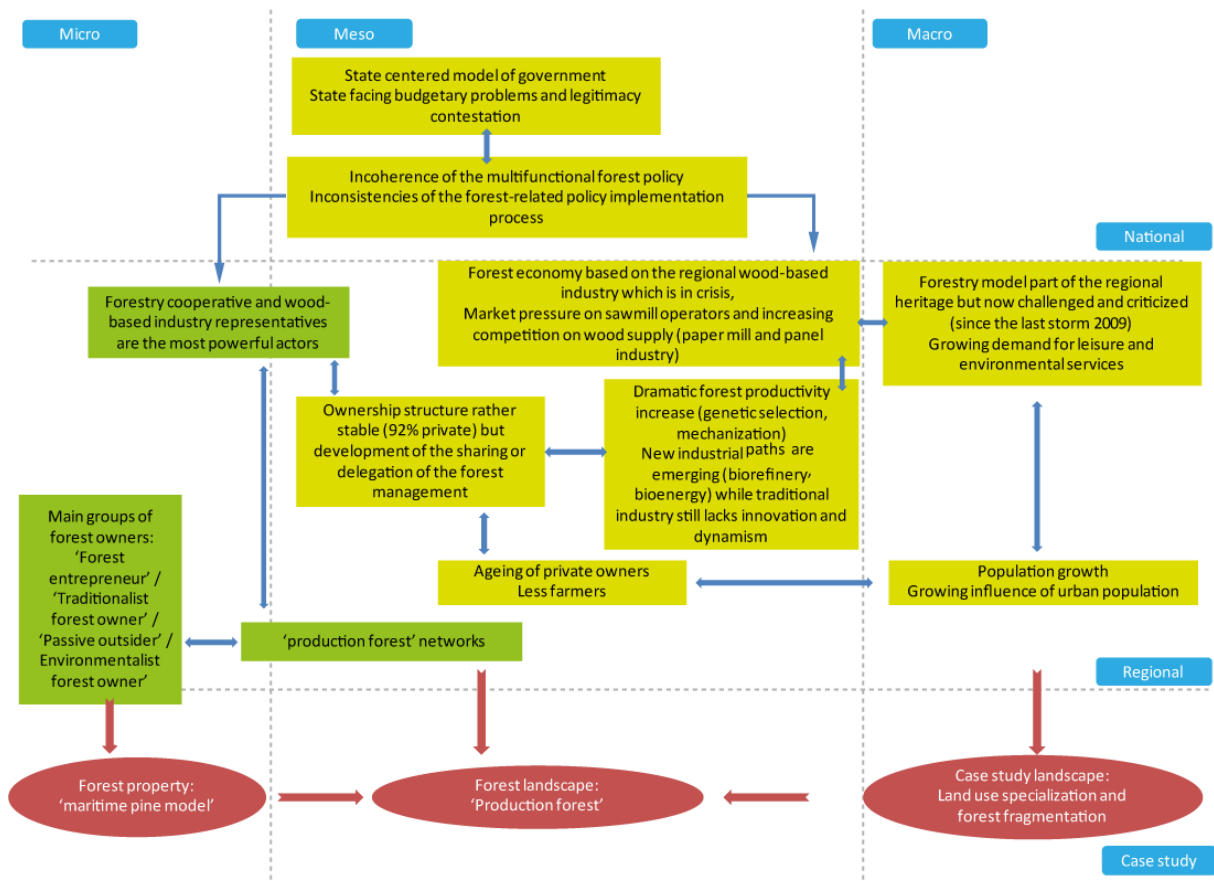 Micro
Meso
Macro
State centered model of government
State facing budgetary problems and legitimacy
contestation
Incoherence of the multifunctional forest policy
Inconsistencies of the forest-related policy implementation
process
National
Forestry cooperative and wood-
based industry representatives
are the most powerful actors
Forest economy based on the regional wood-based
industry which is in crisis,
Market pressure on sawmill operators and increasing
competition on wood supply (paper mill and panel
industry)
Forestry model part of the regional
heritage but now challenged and criticized
(since the last storm 2009)
Growing demand for leisure and
environmental services
Ownership structure rather
stable (92% private) but
development of the sharing or
delegation of the forest
management
Dramatic forest productivity
increase (genetic selection,
mechanization)
New industrial paths are
emerging (biorefinery,
bioenergy) while traditional
industry still lacks innovation and
dynamism
Main groups of
forest owners:
‘Forest
entrepreneur’ /
‘Traditionalist
forest owner’ /
‘Passive outsider’ /
Environmentalist
forest owner’
Ageing of private owners
Less farmers
Population growth
Growing influence of urban population
‘production forest’ networks
Regional
Forest property:
‘maritime pine model’
Forest landscape:
‘Production forest’
Case study landscape:
Land use specialization and
forest fragmentation
Case study